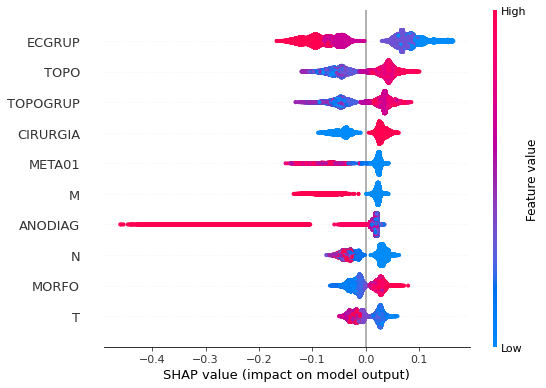 High
ECGRUP
TOPO
TOPOGRUP
CIRURGIA
META01
M
ANODIAG
N
MORFO
T
Feature value
Low
−0.4 −0.3 −0.2 −0.1 0.0 0.1
SHAP value (impact on model output)